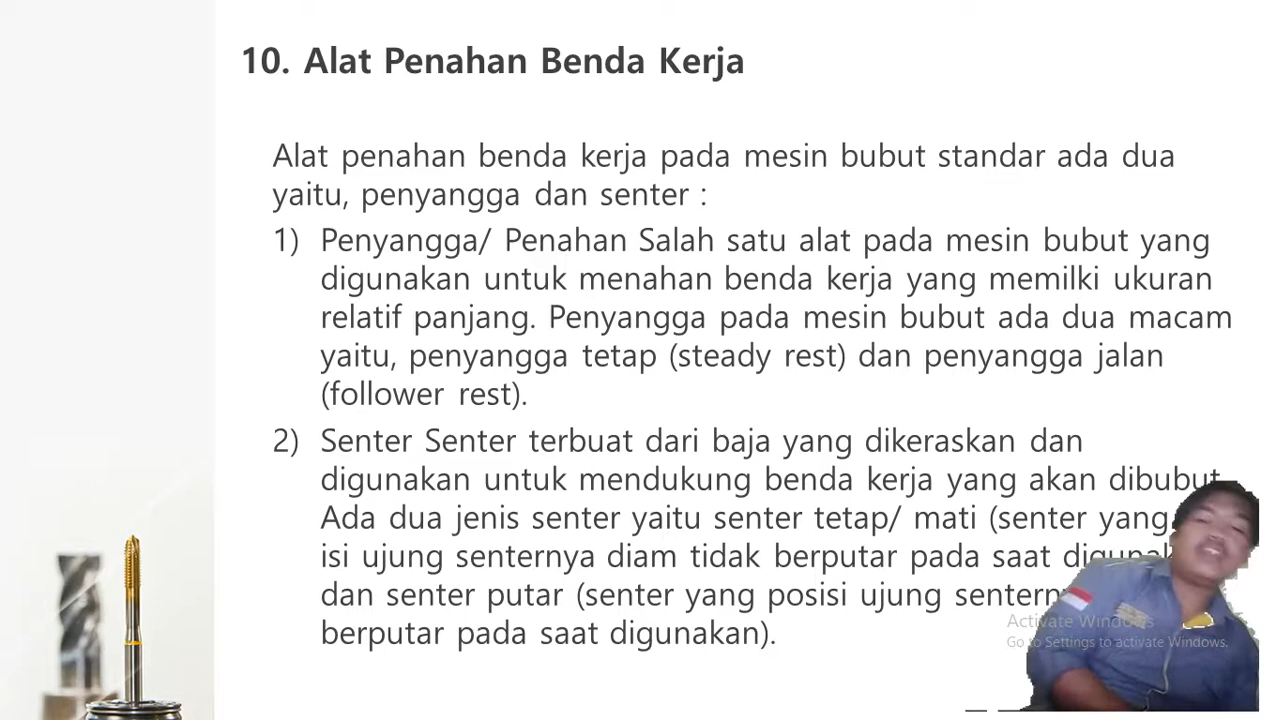 10. Alat Penahan Benda Kerja
Alat penahan benda kerja pada mesin bubut standar ada dua
yaitu, penyangga dan senter :
1) Penyangga/ Penahan Salah satu alat pada mesin bubut yang
digunakan untuk menahan benda kerja yang memilki ukuran
relatif panjang. Penyangga pada mesin bubut ada dua macam
yaitu, penyangga tetap (steady rest) dan penyangga jalan
(follower rest).
2) Senter Senter terbuat dari baja yang dikeraskan dan
digunakan untuk mendukung benda kerja yang akan dibubut
Ada dua jenis senter yaitu senter tetap/ mati (senter yang
isi ujung senternya diam tidak berputar pada saat
dan senter putar (senter yang posisi ujung
berputar pada saat digunakan).
Activate Windows
Go to Settings to activate Windows.